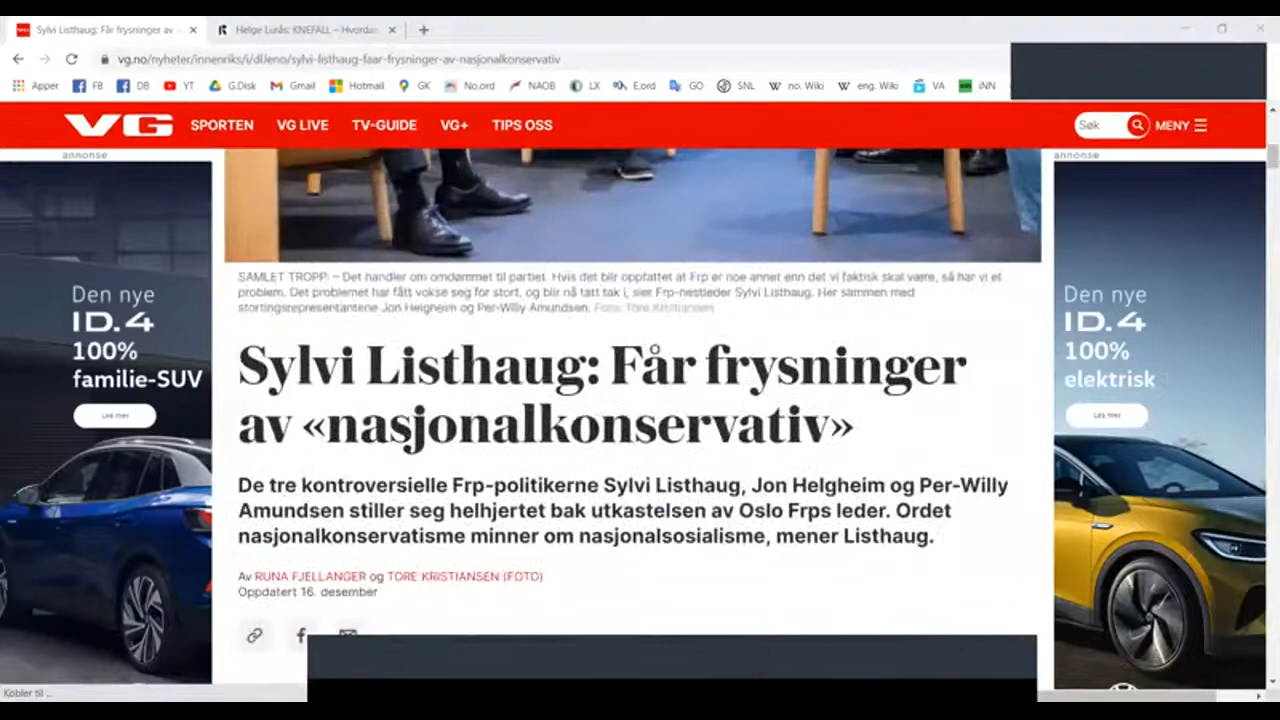 Sylvi Listhaug: Får frysninger av
Helge Lurås: KNEFALL – Hvordan
vg.no/nyheter/innenriks/i/dlJeno/sylvi-listhaug-faar-frysninger-av-nasjonalkonservativ
Apper FB DB YT G.Disk Gmail Hotmail GK No.ord NAOB LX E.ord GO SNL no. Wiki eng. Wiki VA iNN
VG SPORTEN VG LIVE TV-GUIDE VG+ TIPS OSS Søk MENY
annonse
annonse
SAMLET TROPP: – Det handler om omdømmet til partiet. Hvis det blir oppfattet at Frp er noe annet enn det vi faktisk skal være, så har vi et
problem. Det problemet har fått vokse seg for stort, og blir nå tatt tak i, sier Frp-nestleder Sylvi Listhaug. Her sammen med
stortingsrepresentantene Jon Helgheim og Per-Willy Amundsen. Foto: Tore Kristiansen
Sylvi Listhaug: Får frysninger
av «nasjonalkonservativ»
De tre kontroversielle Frp-politikerne Sylvi Listhaug, Jon Helgheim og Per-Willy
Amundsen stiller seg helhjertet bak utkastelsen av Oslo Frps leder. Ordet
nasjonalkonservatisme minner om nasjonalsosialisme, mener Listhaug.
Av RUNA FJELLANGER og TORE KRISTIANSEN (FOTO)
Oppdatert 16. desember
Den nye
ID.4
100%
familie-SUV
Les mer
Den nye
ID.4
100%
elektrisk
Les mer
Kobler til ...